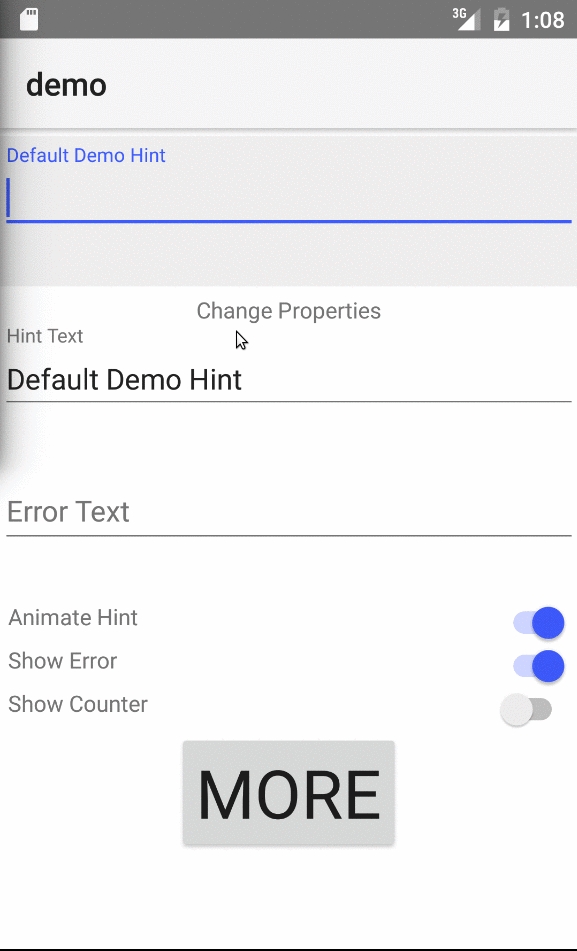 3G 1:08
demo
Default Demo Hint
Change Properties
Hint Text
Default Demo Hint
Error Text
Animate Hint
Show Error
Show Counter
MORE